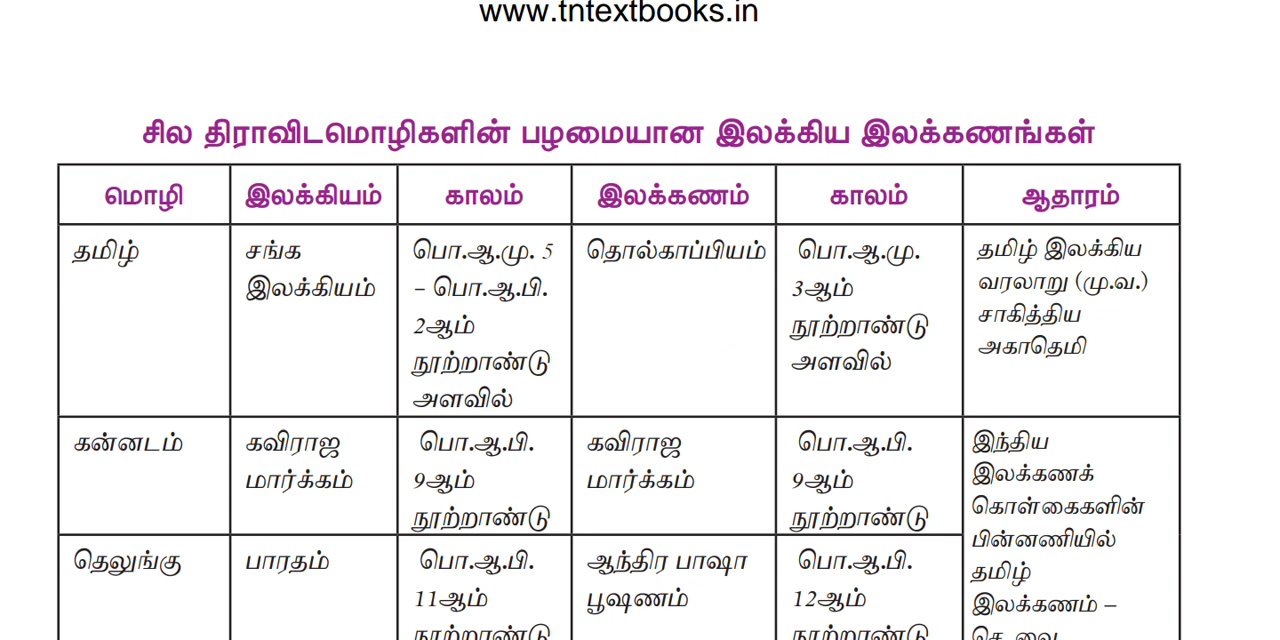 www.tntextbooks.in
சில திராவிடமொழிகளின் பழமையான இலக்கிய இலக்கணங்கள்
மொழி இலக்கியம் காலம் இலக்கணம் காலம் ஆதாரம்
தமிழ்
சங்க
இலக்கியம்
பொ.ஆ.மு. 5
– பொ.ஆ.பி.
2ஆம்
நூற்றாண்டு
அளவில்
தொல்காப்பியம்
பொ.ஆ.மு.
3ஆம்
நூற்றாண்டு
அளவில்
தமிழ் இலக்கிய
வரலாறு (மு.வ.)
சாகித்திய
அகாதெமி
கன்னடம்
கவிராஜ
மார்க்கம்
பொ.ஆ.பி.
9ஆம்
நூற்றாண்டு
கவிராஜ
மார்க்கம்
பொ.ஆ.பி.
9ஆம்
நூற்றாண்டு
இந்திய
இலக்கணக்
கொள்கைகளின்
பின்னணியில்
தமிழ்
இலக்கணம் –
தெலுங்கு
பாரதம்
பொ.ஆ.பி.
11ஆம்
நூற்றாண்டு
ஆந்திர பாஷா
பூஷணம்
பொ.ஆ.பி.
12ஆம்
நூற்றாண்டு